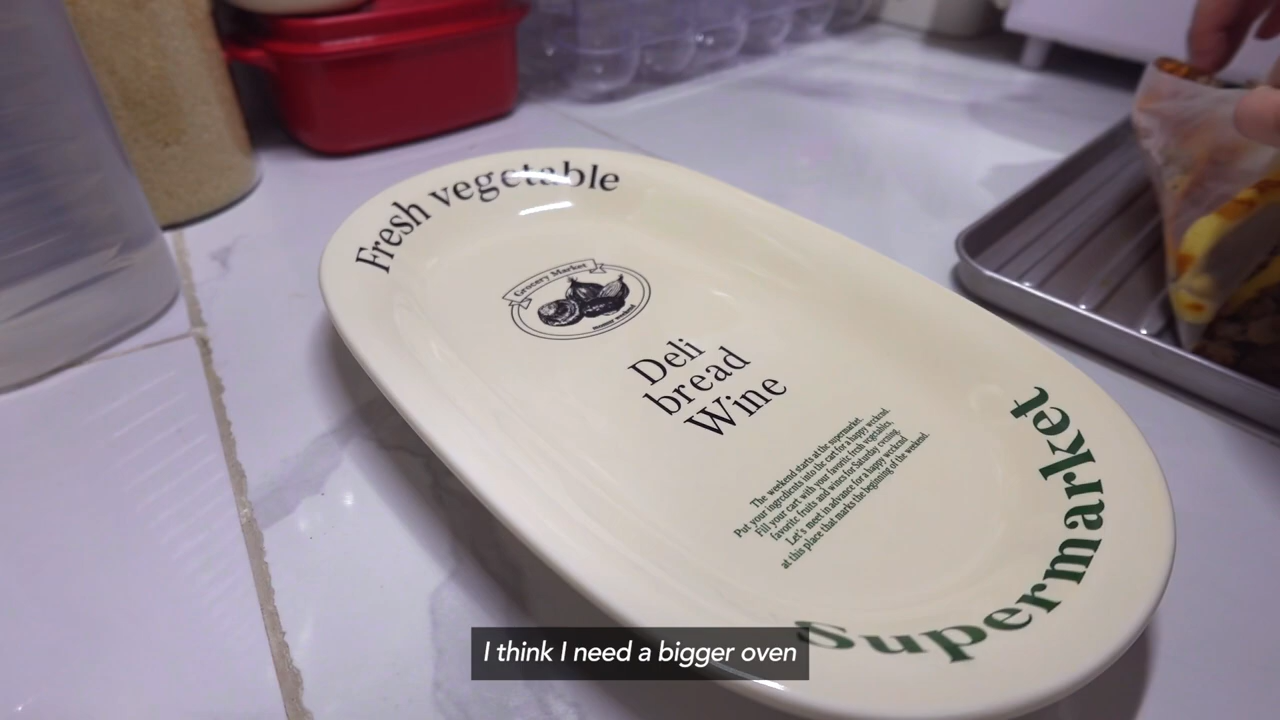 Fresh vegetable
Grocery Market
Deli
bread
Wine
The weekend starts at the supermarket.
Put your ingredients into the cart for a happy weekend.
Fill your cart with your favorite fresh vegetables,
favorite fruits and wines for Saturday evening.
Let's meet in advance for a happy weekend
at this place that marks the beginning of the weekend.
Supermarket
I think I need a bigger oven